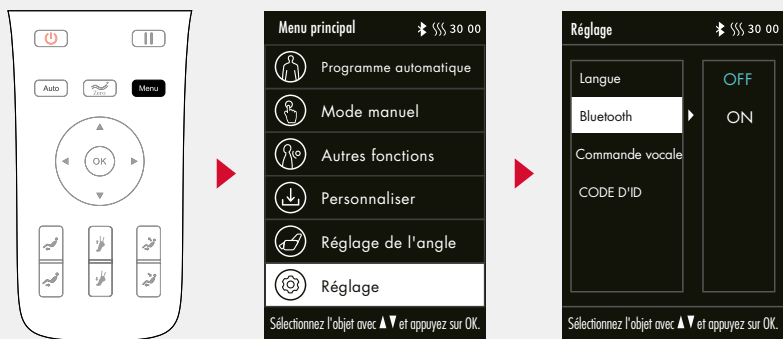 Auto
Zero
Menu
OK
Menu principal 30 00
Programme automatique
Mode manuel
Autres fonctions
Personnaliser
Réglage de l'angle
Réglage
Sélectionnez l'objet avec ▲▼ et appuyez sur OK.
Réglage 30 00
Langue
Bluetooth
Commande vocale
CODE D'ID
OFF
ON
Sélectionnez l'objet avec ▲▼ et appuyez sur OK.